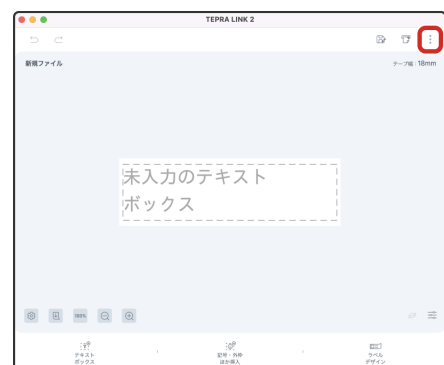 TEPRA LINK 2
新規ファイル
テープ幅：18mm
未入力のテキスト
ボックス
100%
テキスト
ボックス
記号・外枠
ほか挿入
ラベル
デザイン